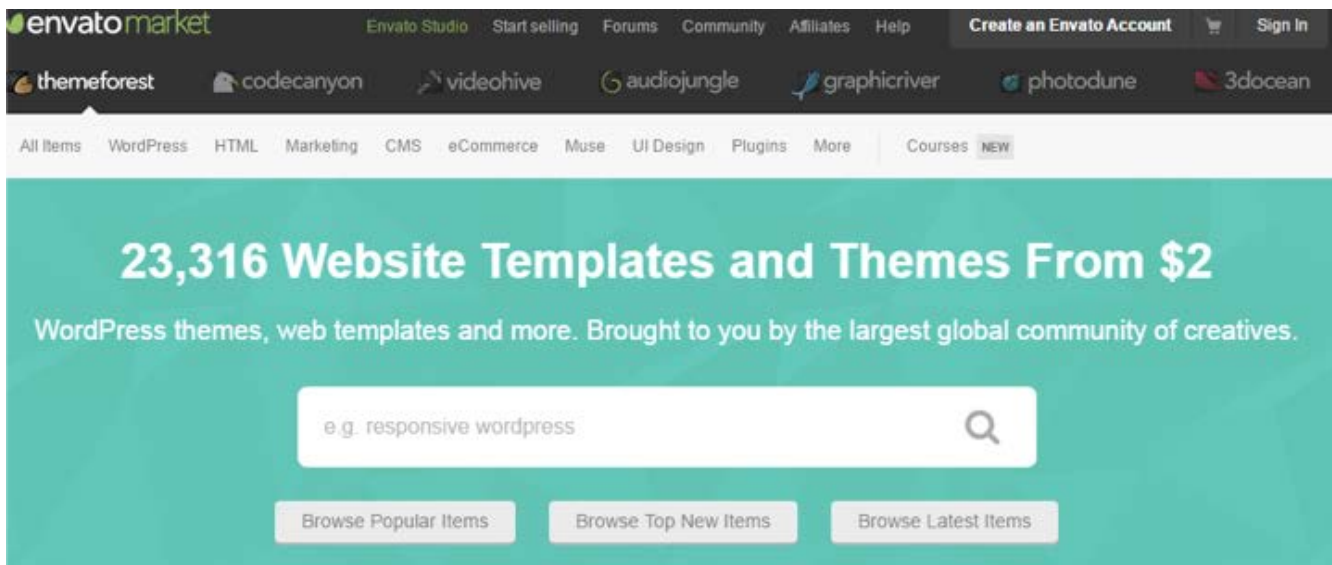 envatomarket Envato Studio Start selling Forums Community Affiliates Help Create an Envato Account Sign In
themeforest codecanyon videohive audiojungle graphicriver photodune 3docean
All Items WordPress HTML Marketing CMS eCommerce Muse UI Design Plugins More Courses NEW
23,316 Website Templates and Themes From $2
WordPress themes, web templates and more. Brought to you by the largest global community of creatives.
e.g. responsive wordpress
Browse Popular Items Browse Top New Items Browse Latest Items